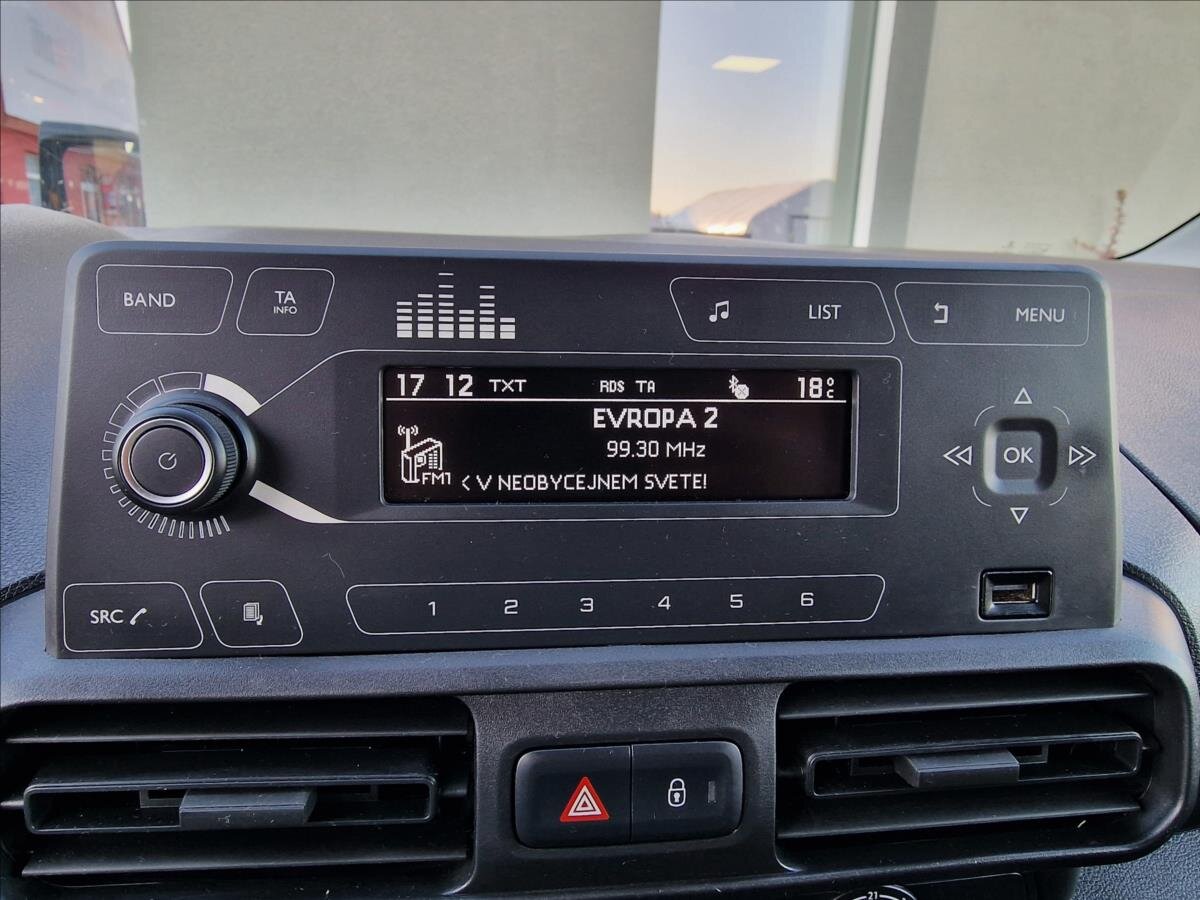 BAND
TA
INFO
LIST
MENU
17 12 TXT RDS TA 18°C
EVROPA 2
99.30 MHz
FM1
< V NEOBYCEJNEM SVETE!
OK
SRC
1 2 3 4 5 6
21